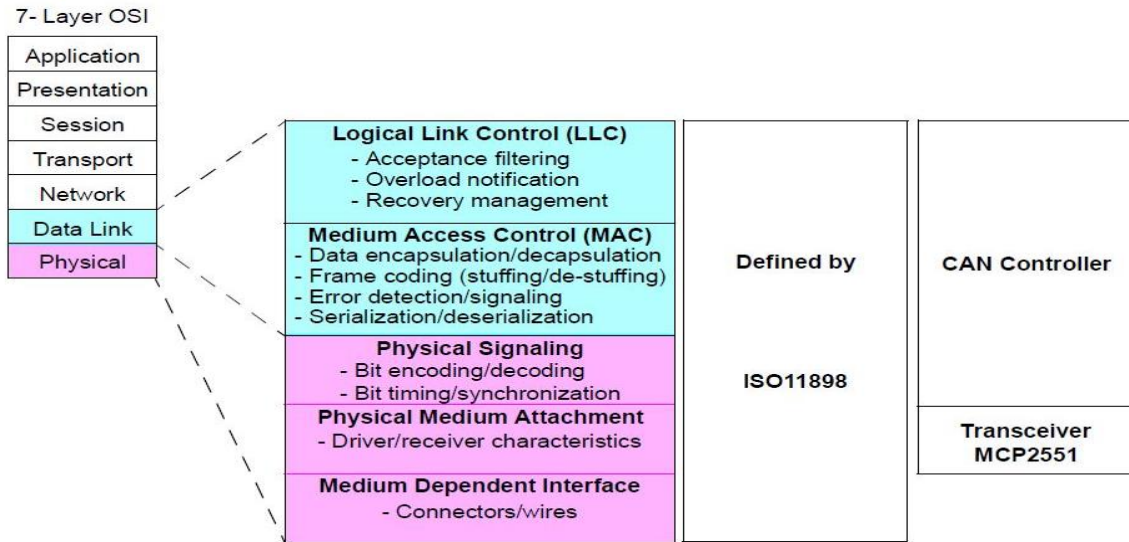 7- Layer OSI
Application
Presentation
Session
Transport
Network
Data Link
Physical
Logical Link Control (LLC)
- Acceptance filtering
- Overload notification
- Recovery management
Medium Access Control (MAC)
- Data encapsulation/decapsulation
- Frame coding (stuffing/de-stuffing)
- Error detection/signaling
- Serialization/deserialization
Physical Signaling
- Bit encoding/decoding
- Bit timing/synchronization
Physical Medium Attachment
- Driver/receiver characteristics
Medium Dependent Interface
- Connectors/wires
Defined by
ISO11898
CAN Controller
Transceiver
MCP2551